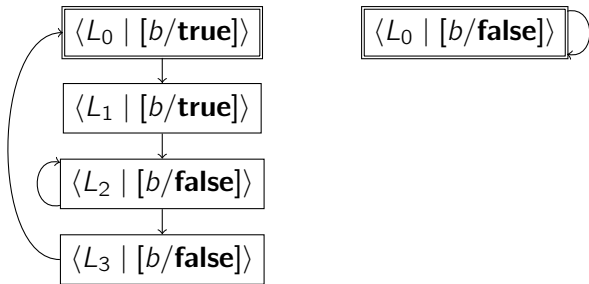 ⟨L₀ | [b/true]⟩
⟨L₀ | [b/false]⟩
⟨L₁ | [b/true]⟩
⟨L₂ | [b/false]⟩
⟨L₃ | [b/false]⟩